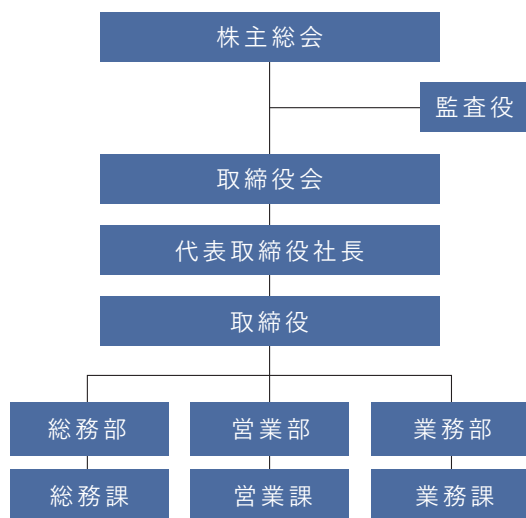 株主総会
監査役
取締役会
代表取締役社長
取締役
総務部
営業部
業務部
総務課
営業課
業務課